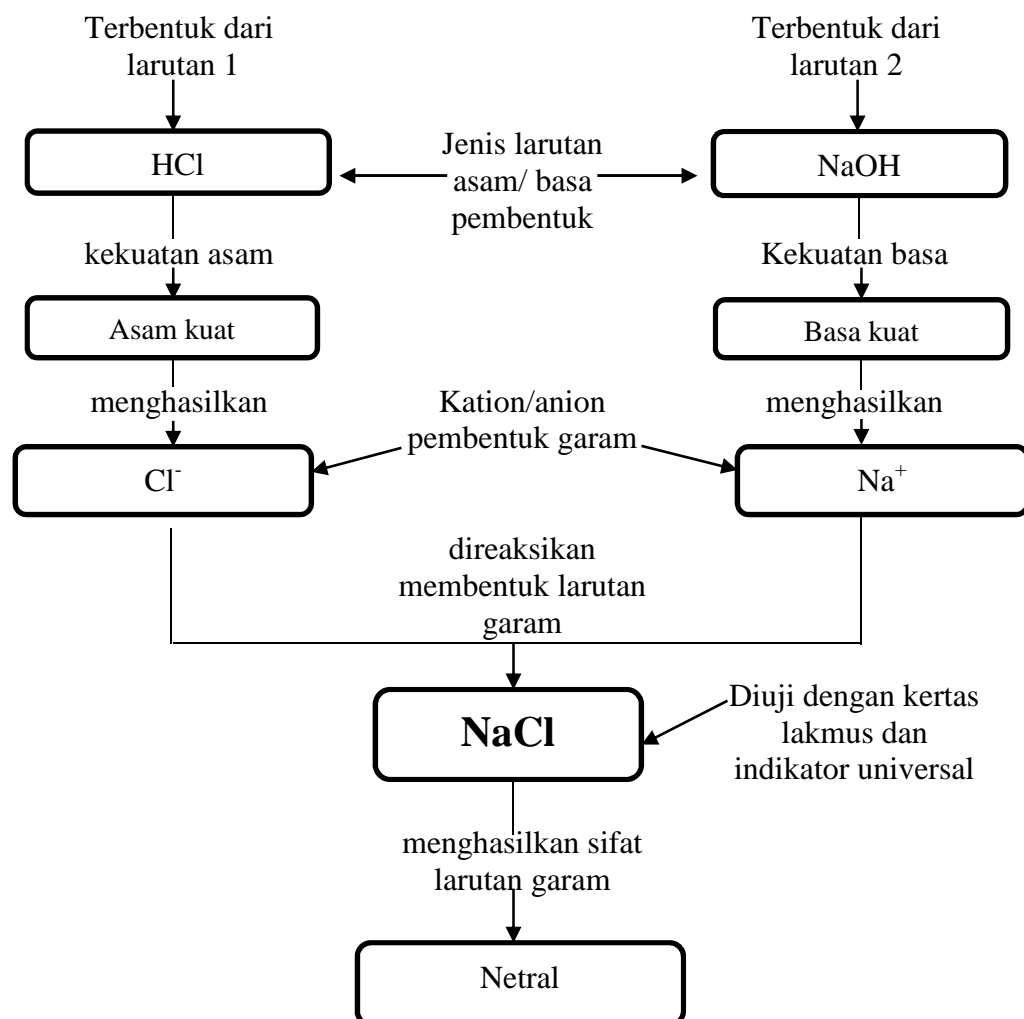 Terbentuk dari
larutan 1
Terbentuk dari
larutan 2
HCl
Jenis larutan
asam/ basa
pembentuk
NaOH
kekuatan asam
Kekuatan basa
Asam kuat
Basa kuat
menghasilkan
Kation/anion
pembentuk garam
menghasilkan
Cl⁻
Na⁺
direaksikan
membentuk larutan
garam
NaCl
Diuji dengan kertas
lakmus dan
indikator universal
menghasilkan sifat
larutan garam
Netral